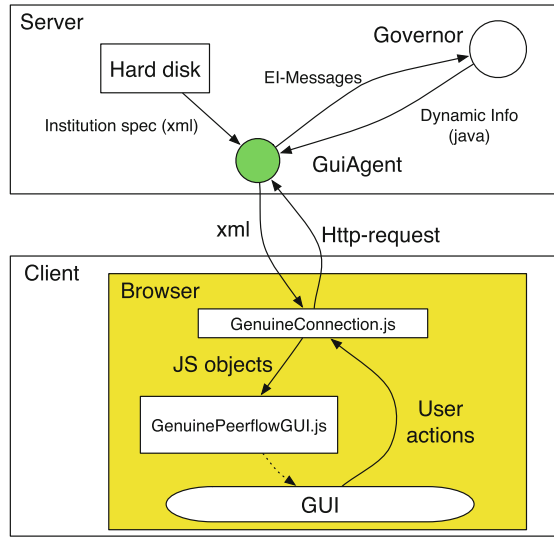 Server
Governor
Hard disk
EI-Messages
Institution spec (xml)
Dynamic Info
(java)
GuiAgent
xml
Http-request
Client
Browser
GenuineConnection.js
JS objects
User
actions
GenuinePeerflowGUI.js
GUI